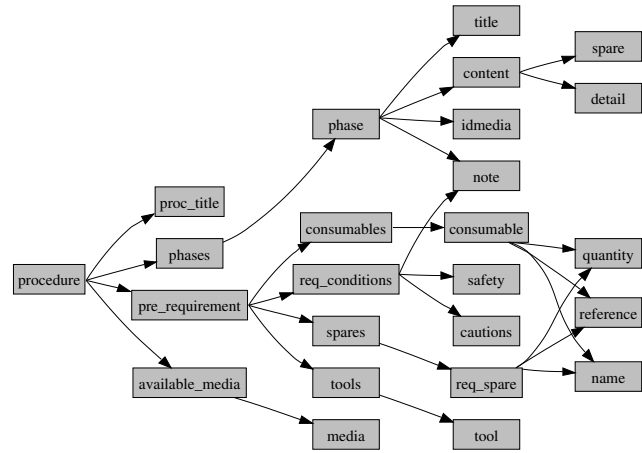 title
spare
content
detail
phase
idmedia
note
proc_title
consumables
consumable
phases
quantity
procedure
req_conditions
safety
pre_requirement
reference
spares
cautions
available_media
tools
req_spare
name
media
tool